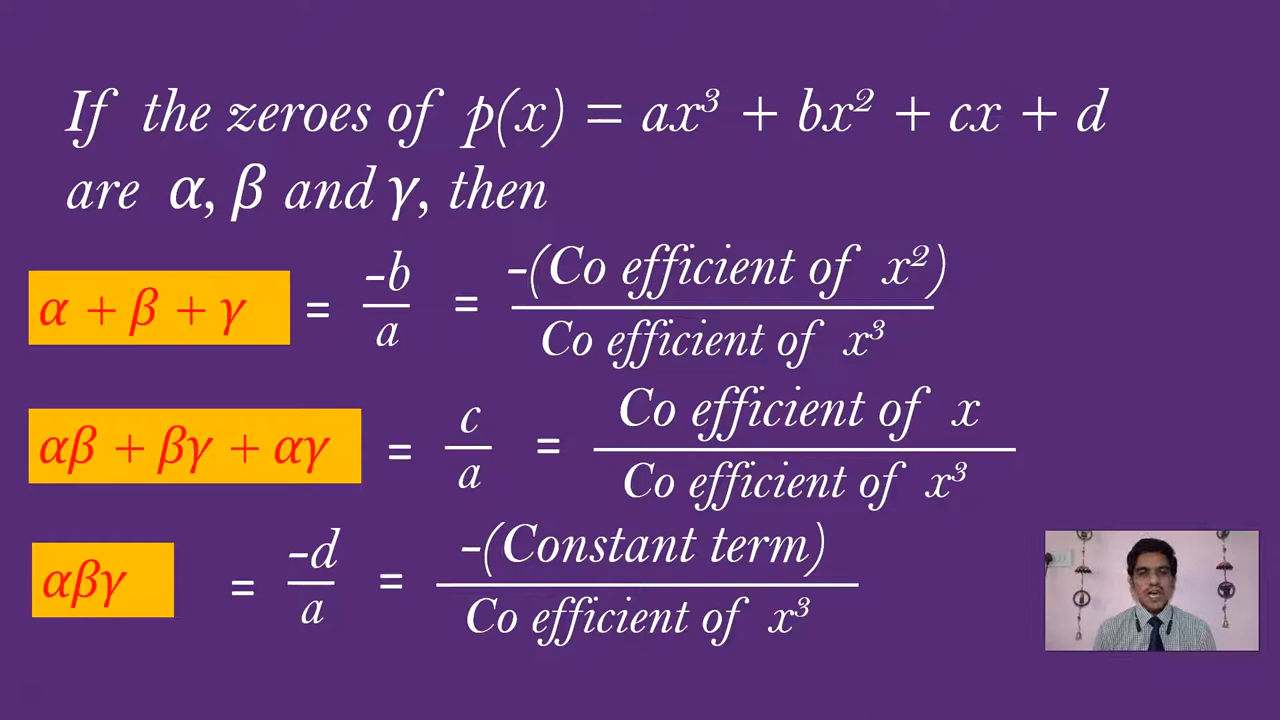 If the zeroes of p(x) = ax³ + bx² + cx + d
are α, β and γ, then
α + β + γ = -b/a = -(Co efficient of x²)/Co efficient of x³
αβ + βγ + αγ = c/a = Co efficient of x/Co efficient of x³
αβγ = -d/a = -(Constant term)/Co efficient of x³